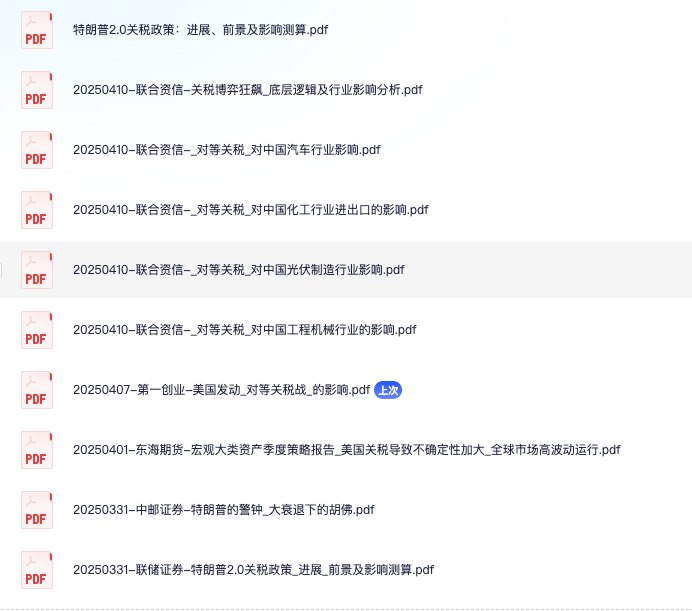 PDF
特朗普2.0关税政策：进展、前景及影响测算.pdf
PDF
20250410-联合资信-关税博弈狂飙_底层逻辑及行业影响分析.pdf
PDF
20250410-联合资信-_对等关税_对中国汽车行业影响.pdf
PDF
20250410-联合资信-_对等关税_对中国化工行业进出口的影响.pdf
PDF
20250410-联合资信-_对等关税_对中国光伏制造行业影响.pdf
PDF
20250410-联合资信-_对等关税_对中国工程机械行业的影响.pdf
PDF
20250407-第一创业-美国发动_对等关税战_的影响.pdf 上次
PDF
20250401-东海期货-宏观大类资产季度策略报告_美国关税导致不确定性加大_全球市场高波动运行.pdf
PDF
20250331-中邮证券-特朗普的警钟_大衰退下的胡佛.pdf
PDF
20250331-联储证券-特朗普2.0关税政策_进展_前景及影响测算.pdf